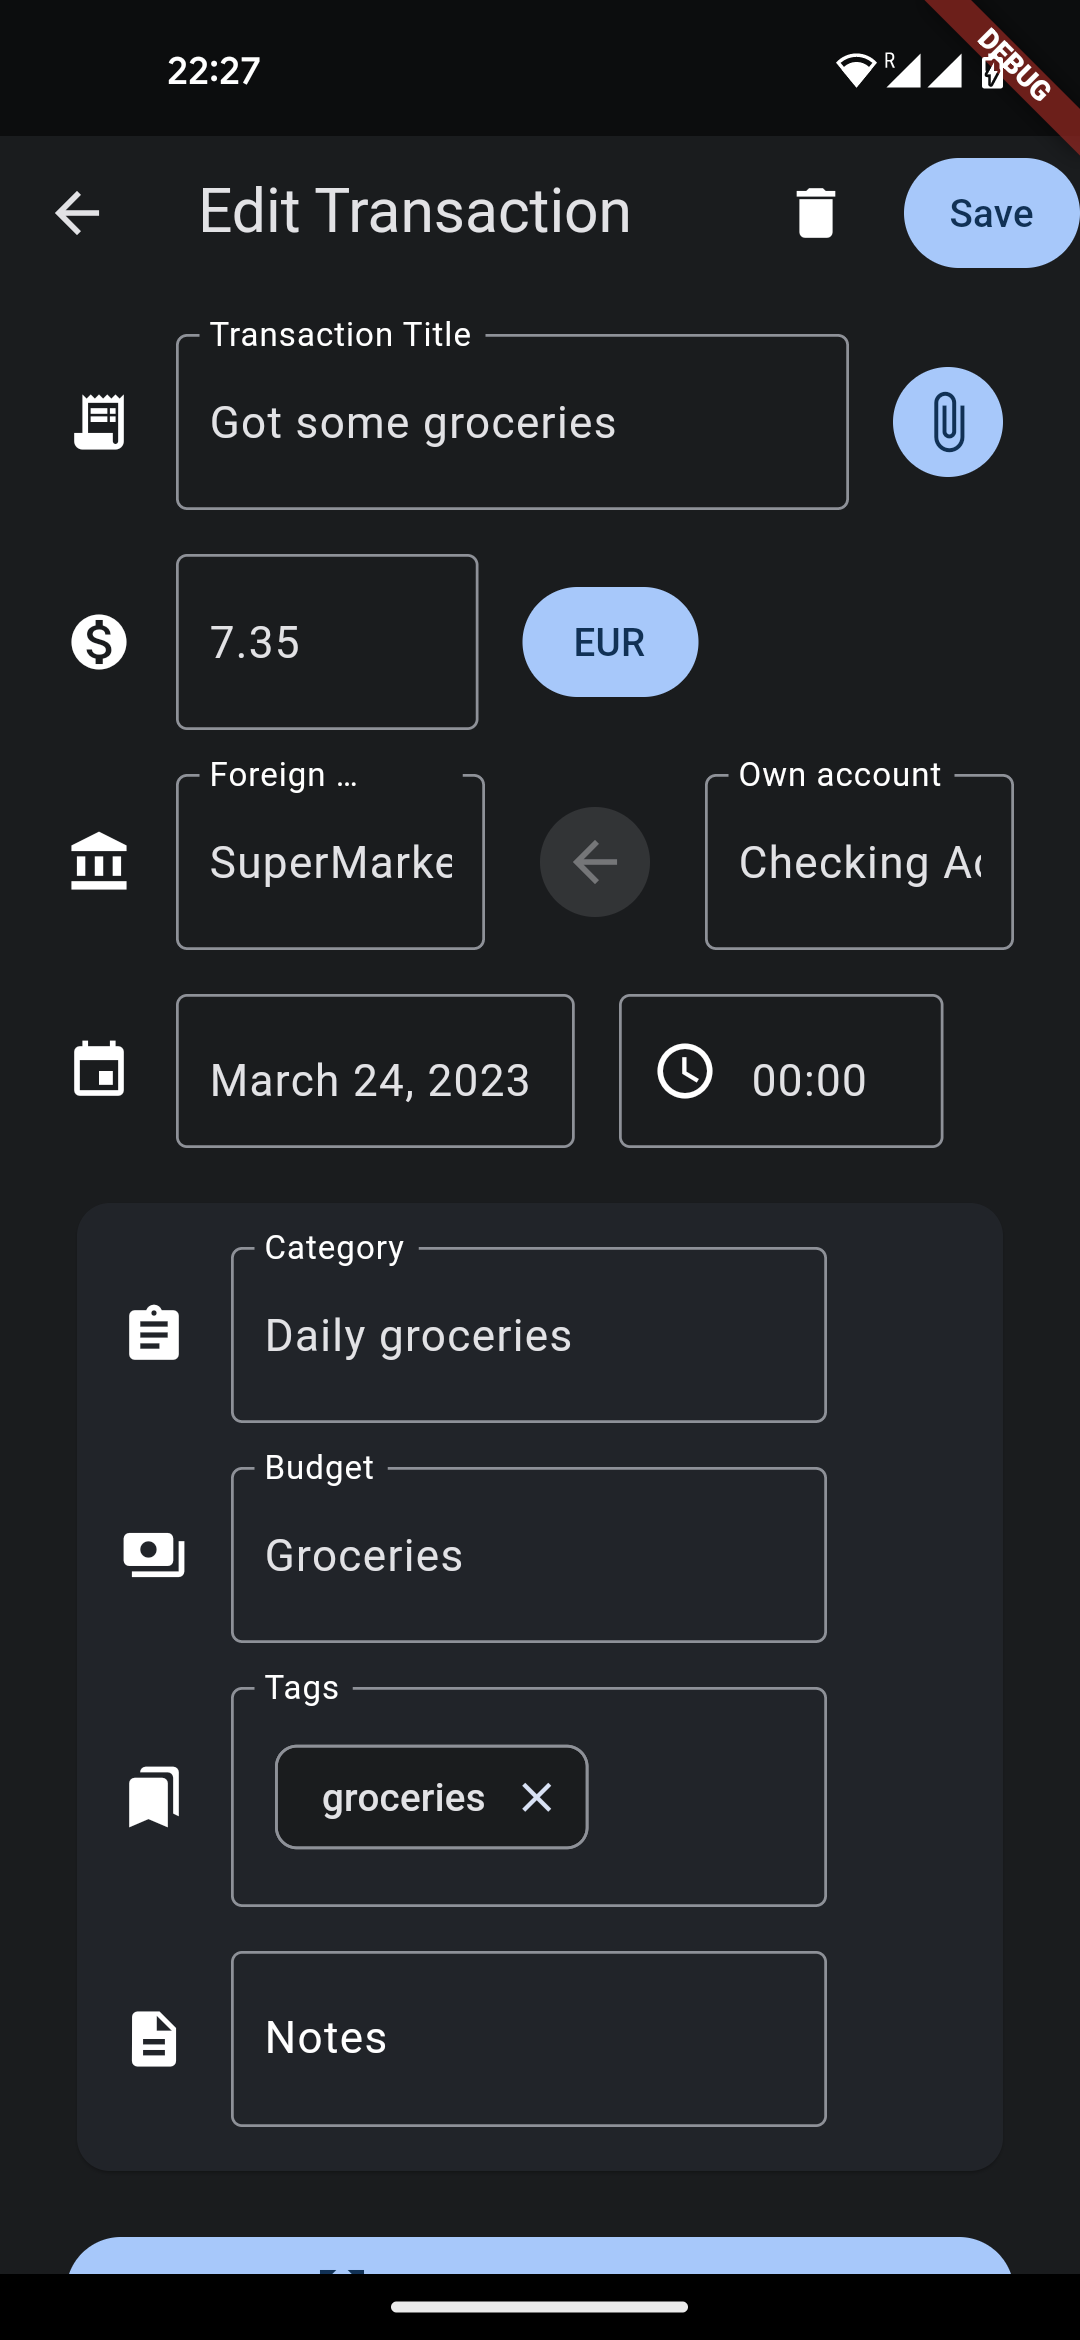 22:27
R
DEBUG
Edit Transaction
Save
Transaction Title
Got some groceries
7.35
EUR
Foreign …
Own account
SuperMarke
Checking Ac
March 24, 2023
00:00
Category
Daily groceries
Budget
Groceries
Tags
groceries
Notes